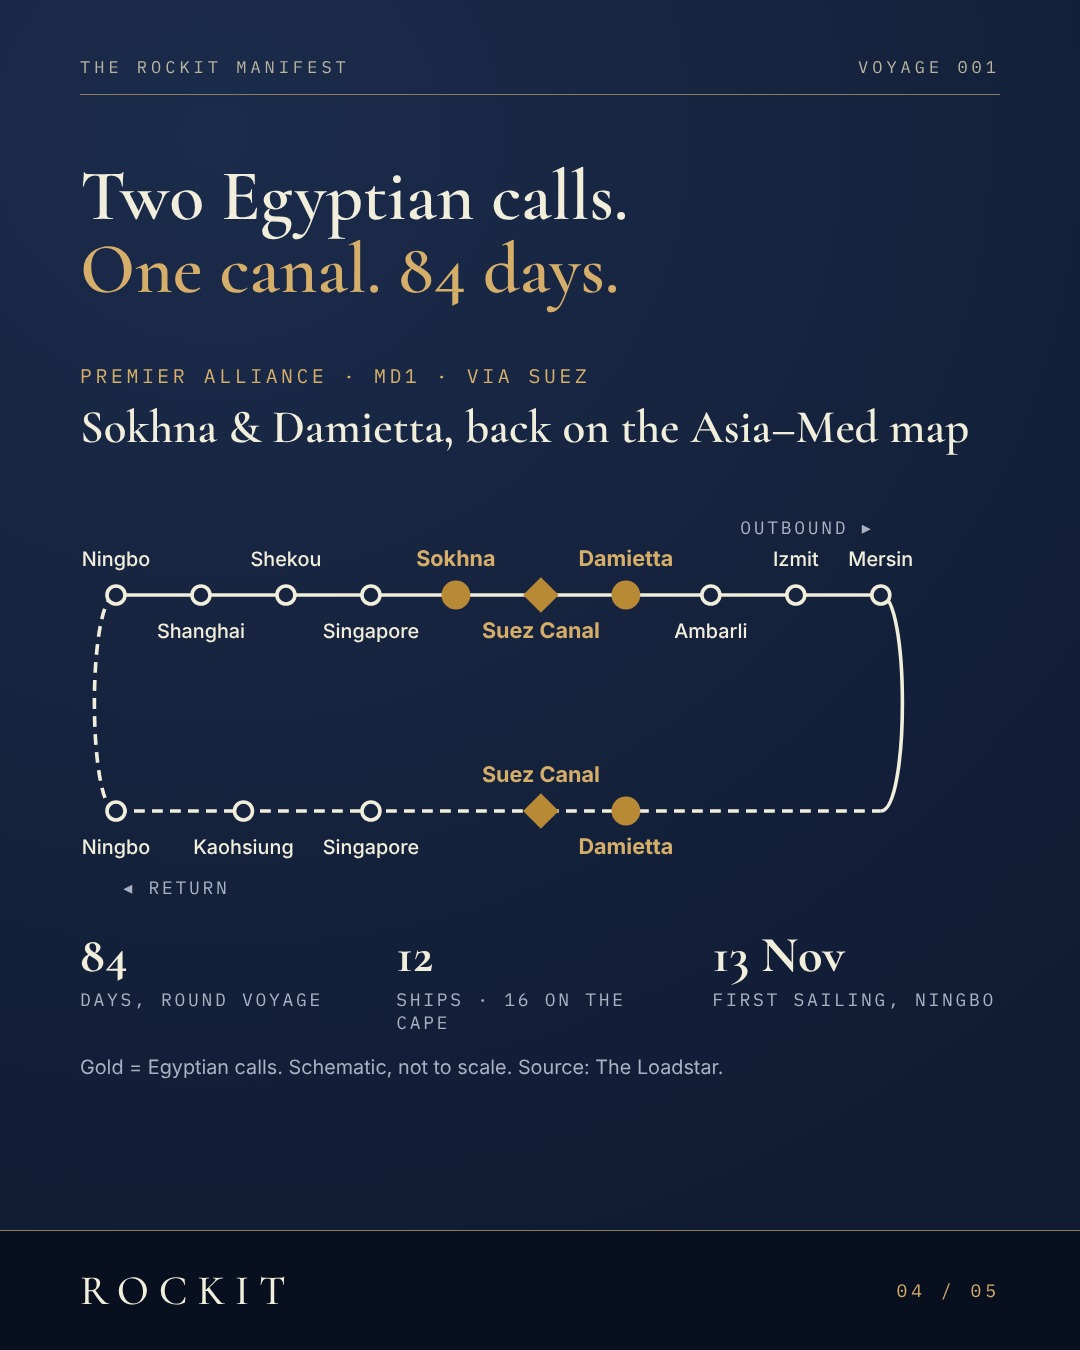 THE ROCKIT MANIFEST
VOYAGE 001
Two Egyptian calls.
One canal. 84 days.
PREMIER ALLIANCE · MD1 · VIA SUEZ
Sokhna & Damietta, back on the Asia–Med map
OUTBOUND ►
Ningbo
Shekou
Sokhna
Damietta
Izmit
Mersin
Shanghai
Singapore
Suez Canal
Ambarli
Suez Canal
Ningbo
Kaohsiung
Singapore
Damietta
◄ RETURN
84
DAYS, ROUND VOYAGE
12
SHIPS · 16 ON THE
CAPE
13 Nov
FIRST SAILING, NINGBO
Gold = Egyptian calls. Schematic, not to scale. Source: The Loadstar.
ROCKIT
04 / 05